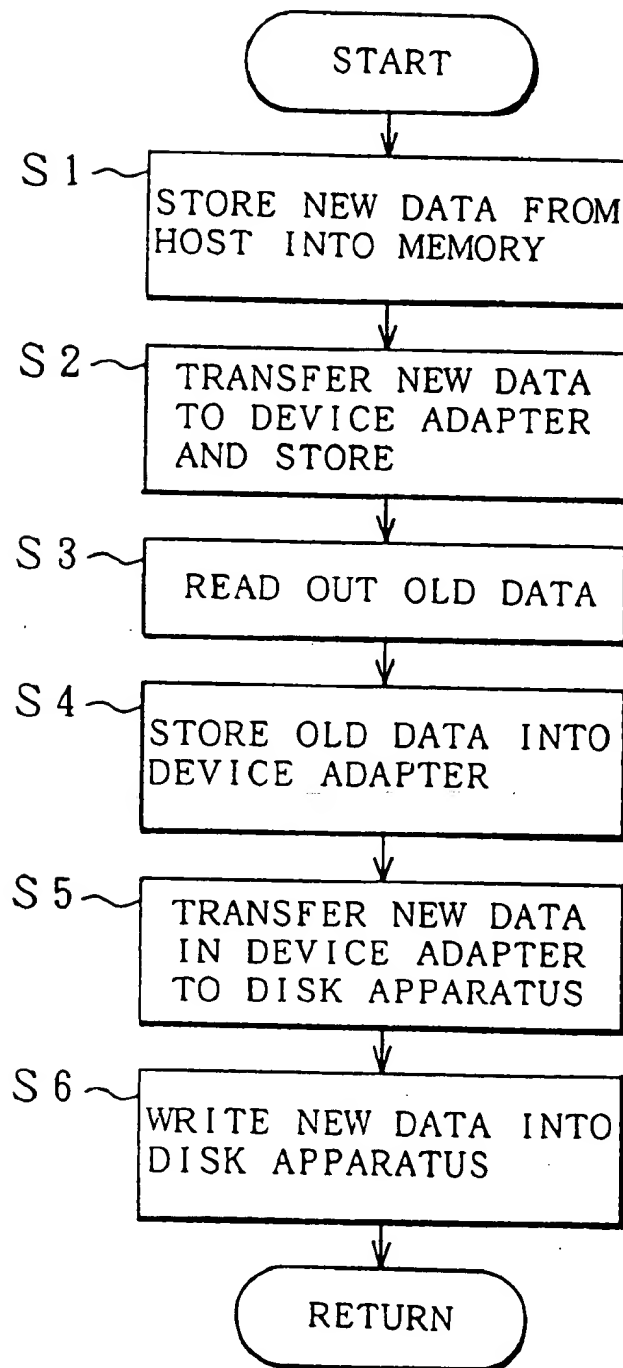 START
S1
STORE NEW DATA FROM
HOST INTO MEMORY
S2
TRANSFER NEW DATA
TO DEVICE ADAPTER
AND STORE
S3
READ OUT OLD DATA
S4
STORE OLD DATA INTO
DEVICE ADAPTER
S5
TRANSFER NEW DATA
IN DEVICE ADAPTER
TO DISK APPARATUS
S6
WRITE NEW DATA INTO
DISK APPARATUS
RETURN